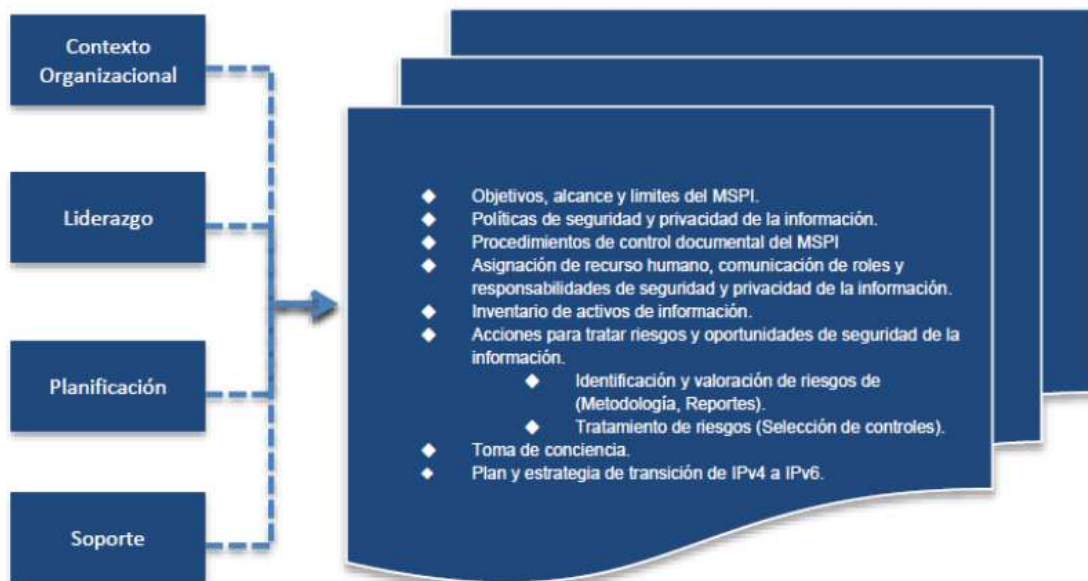 Contexto
Organizacional
Liderazgo
Planificación
Soporte
◆ Objetivos, alcance y limites del MSPI.
◆ Políticas de seguridad y privacidad de la información.
◆ Procedimientos de control documental del MSPI
◆ Asignación de recurso humano, comunicación de roles y
responsabilidades de seguridad y privacidad de la información.
◆ Inventario de activos de información.
◆ Acciones para tratar riesgos y oportunidades de seguridad de la
información.
◆ Identificación y valoración de riesgos de
(Metodología, Reportes).
◆ Tratamiento de riesgos (Selección de controles).
◆ Toma de conciencia.
◆ Plan y estrategia de transición de IPv4 a IPv6.